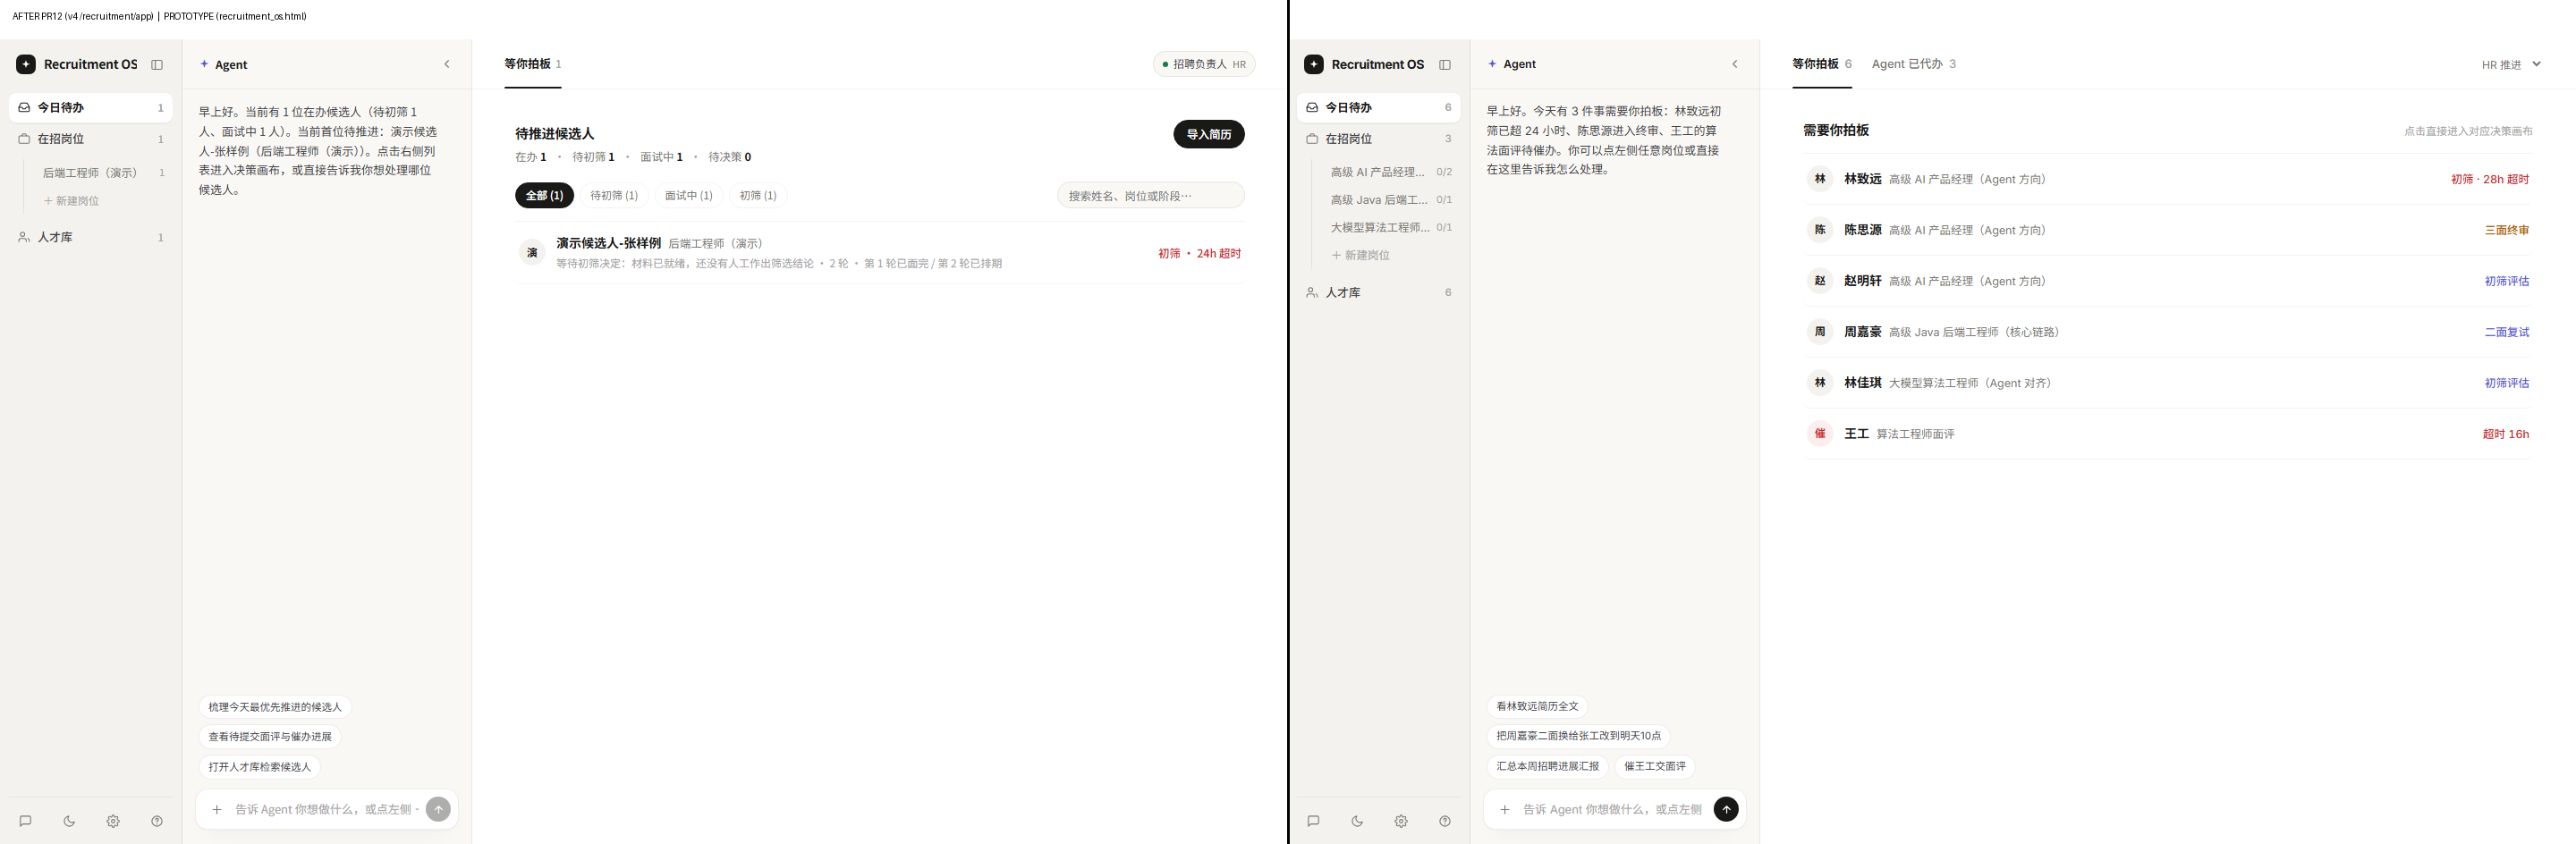 AFTER PR12 (v4/recruitment/app) | PROTOTYPE (recruitment_os.html)
Recruitment OS
今日待办 1
在招岗位 1
后端工程师（演示） 1
＋ 新建岗位
人才库 1
Agent
早上好。当前有 1 位在办候选人（待初筛 1
人、面试中 1 人）。当前首位待推进：演示候选
人-张样例（后端工程师（演示））。点击右侧列
表进入决策画布，或直接告诉我你想处理哪位
候选人。
梳理今天最优先推进的候选人
查看待提交面评与催办进展
打开人才库检索候选人
告诉 Agent 你想做什么，或点左侧
等你拍板 1
招聘负责人 HR
待推进候选人
导入简历
在办 1 • 待初筛 1 • 面试中 1 • 待决策 0
全部 (1) 待初筛 (1) 面试中 (1) 初筛 (1)
搜索姓名、岗位或阶段…
演 演示候选人-张样例 后端工程师（演示）
等待初筛决定：材料已就绪，还没有人工作出筛选结论 • 2 轮 • 第 1 轮已面完 / 第 2 轮已排期
初筛 • 24h 超时
Recruitment OS
今日待办 6
在招岗位 3
高级 AI 产品经理... 0/2
高级 Java 后端工... 0/1
大模型算法工程师... 0/1
＋ 新建岗位
人才库 6
Agent
早上好。今天有 3 件事需要你拍板：林致远初
筛已超 24 小时、陈思源进入终审、王工的算
法面评待催办。你可以点左侧任意岗位或直接
在这里告诉我怎么处理。
看林致远简历全文
把周嘉豪二面换给张工改到明天10点
汇总本周招聘进展汇报 催王工交面评
告诉 Agent 你想做什么，或点左侧
等你拍板 6 Agent 已代办 3
HR 推进
需要你拍板
点击直接进入对应决策画布
林 林致远 高级 AI 产品经理（Agent 方向） 初筛 · 28h 超时
陈 陈思源 高级 AI 产品经理（Agent 方向） 三面终审
赵 赵明轩 高级 AI 产品经理（Agent 方向） 初筛评估
周 周嘉豪 高级 Java 后端工程师（核心链路） 二面复试
林 林佳琪 大模型算法工程师（Agent 对齐） 初筛评估
催 王工 算法工程师面评 超时 16h